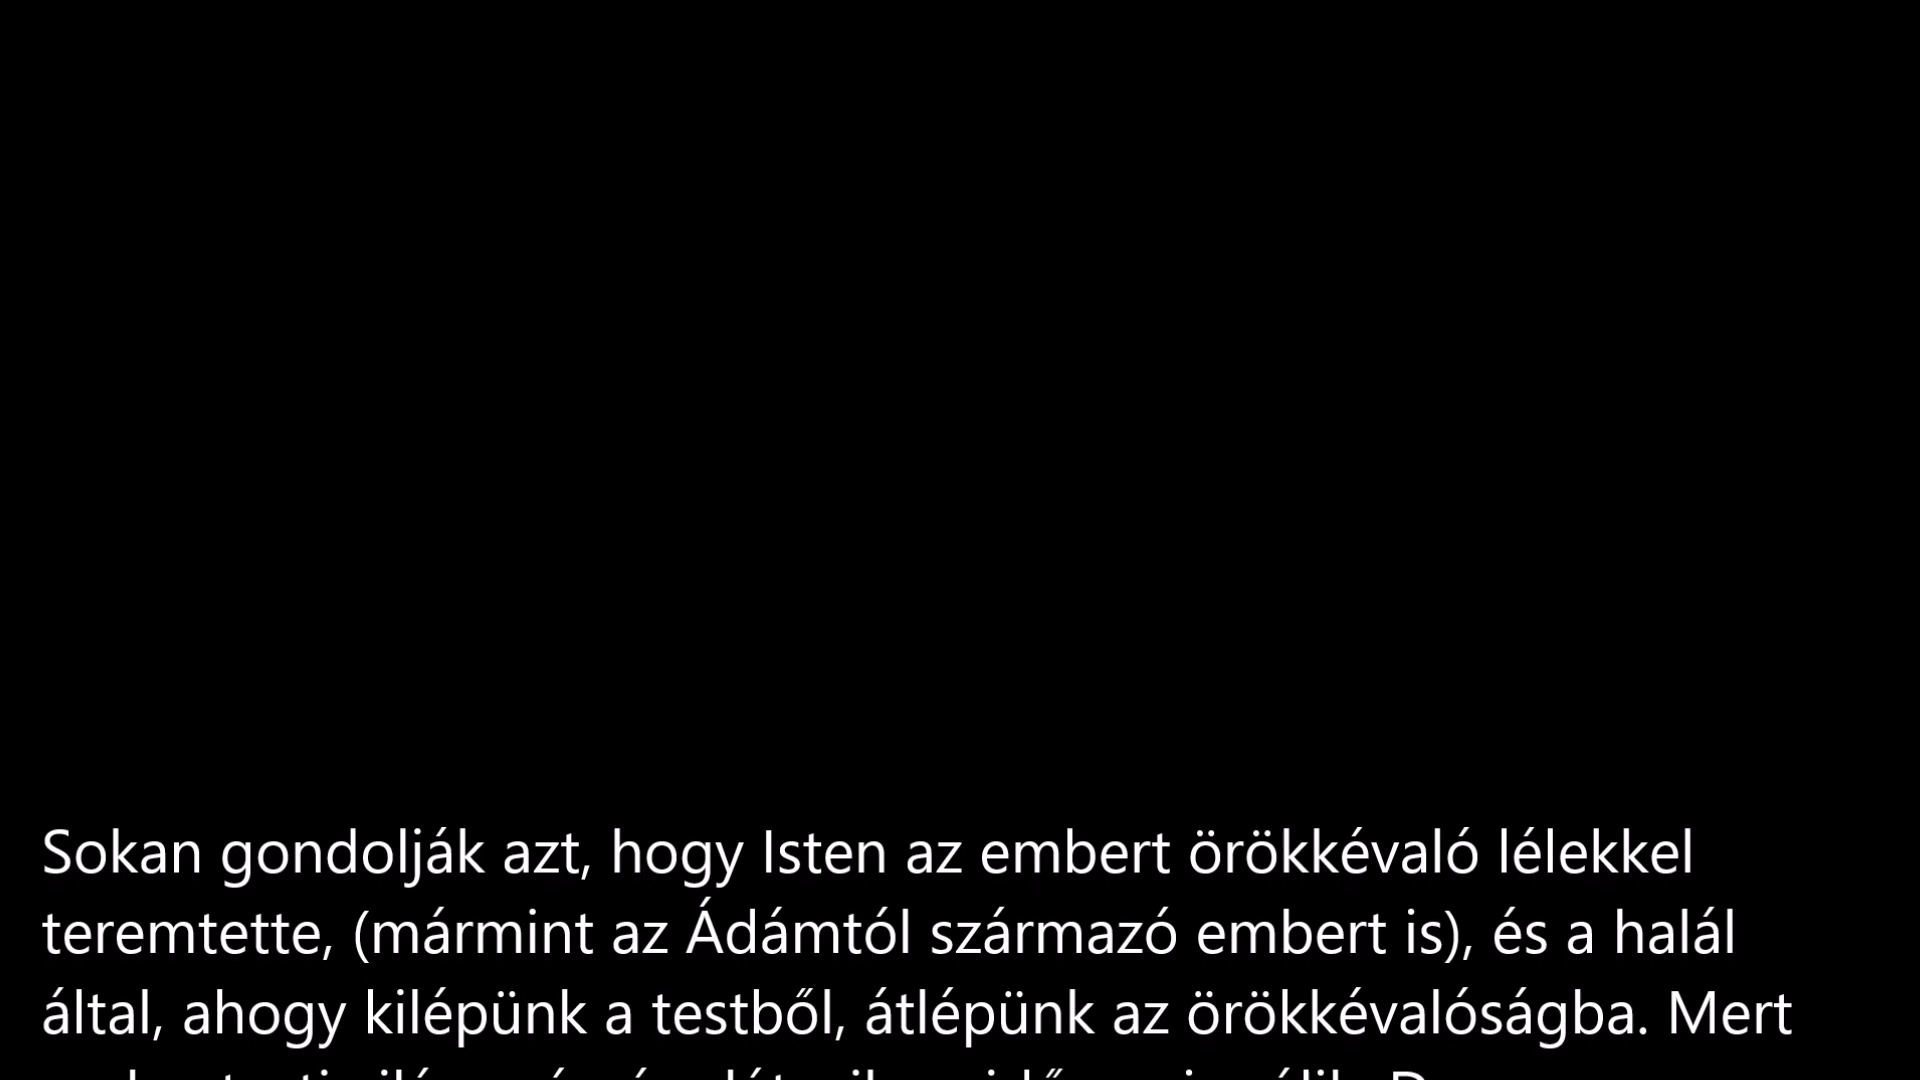 Sokan gondolják azt, hogy Isten az embert örökkévaló lélekkel
teremtette, (mármint az Ádámtól származó embert is), és a halál
által, ahogy kilépünk a testből, átlépünk az örökkévalóságba. Mert